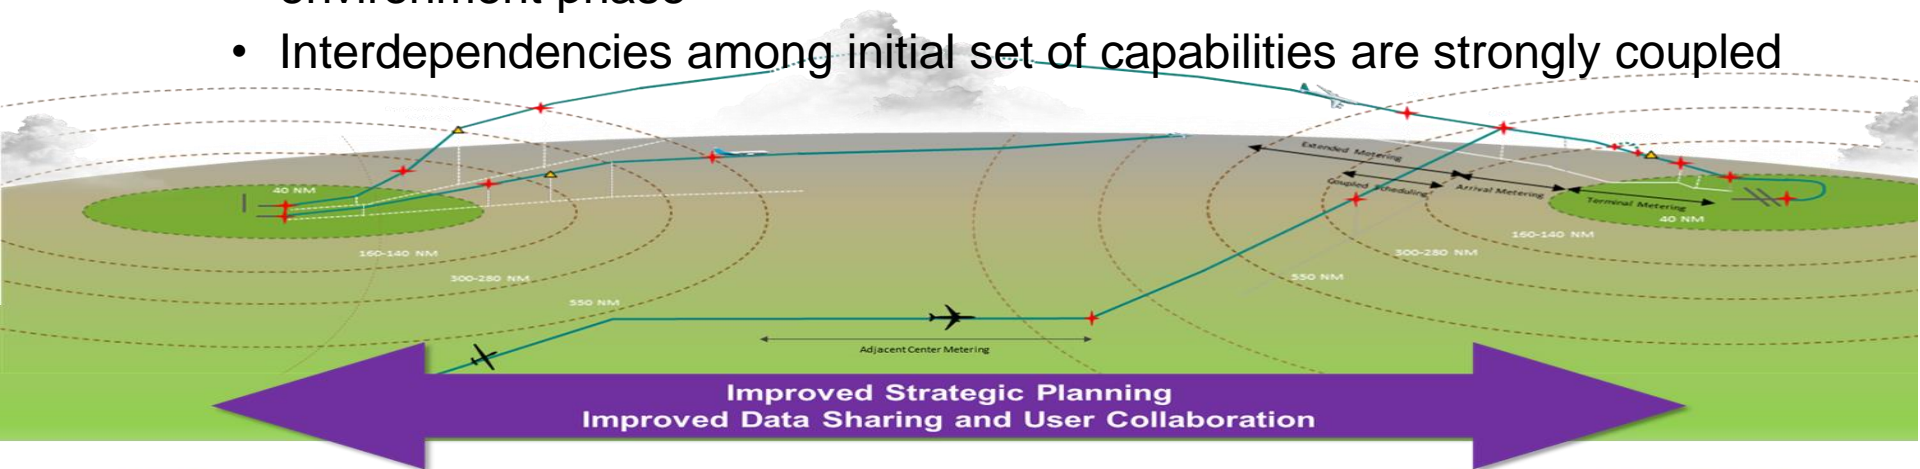 environment phase
• Interdependencies among initial set of capabilities are strongly coupled
Extended Metering
Coupled Scheduling
Arrival Metering
Terminal Metering
40 NM
40 NM
160-140 NM
160-140 NM
300-280 NM
300-280 NM
550 NM
550 NM
Adjacent Center Metering
Improved Strategic Planning
Improved Data Sharing and User Collaboration